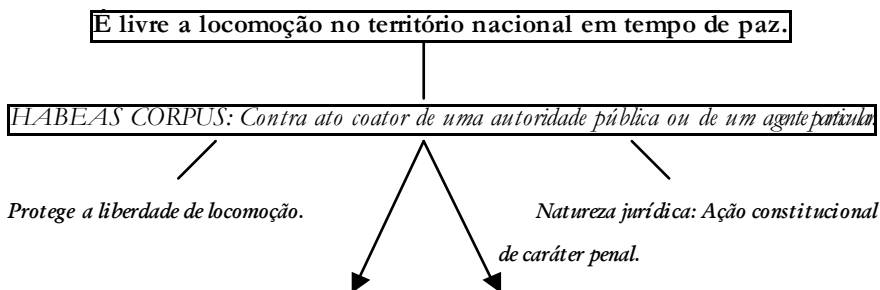 É livre a locomoção no território nacional em tempo de paz.
HABEAS CORPUS: Contra ato coator de uma autoridade pública ou de um agente particular.
Protege a liberdade de locomoção.
Natureza jurídica: Ação constitucional
de caráter penal.